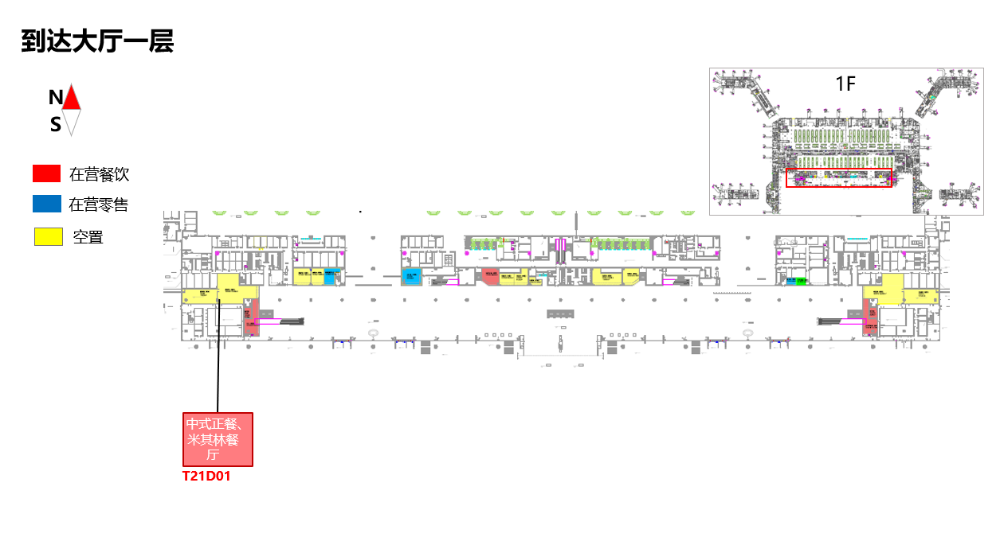 到达大厅一层
1F
N
S
在营餐饮
在营零售
空置
中式正餐、
米其林餐
厅
T21D01